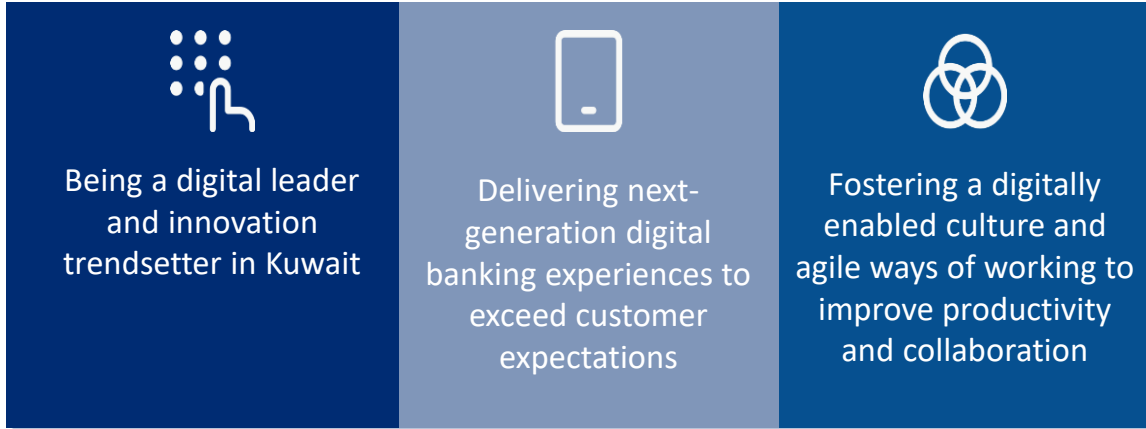 Being a digital leader
and innovation
trendsetter in Kuwait
Delivering next-
generation digital
banking experiences to
exceed customer
expectations
Fostering a digitally
enabled culture and
agile ways of working to
improve productivity
and collaboration